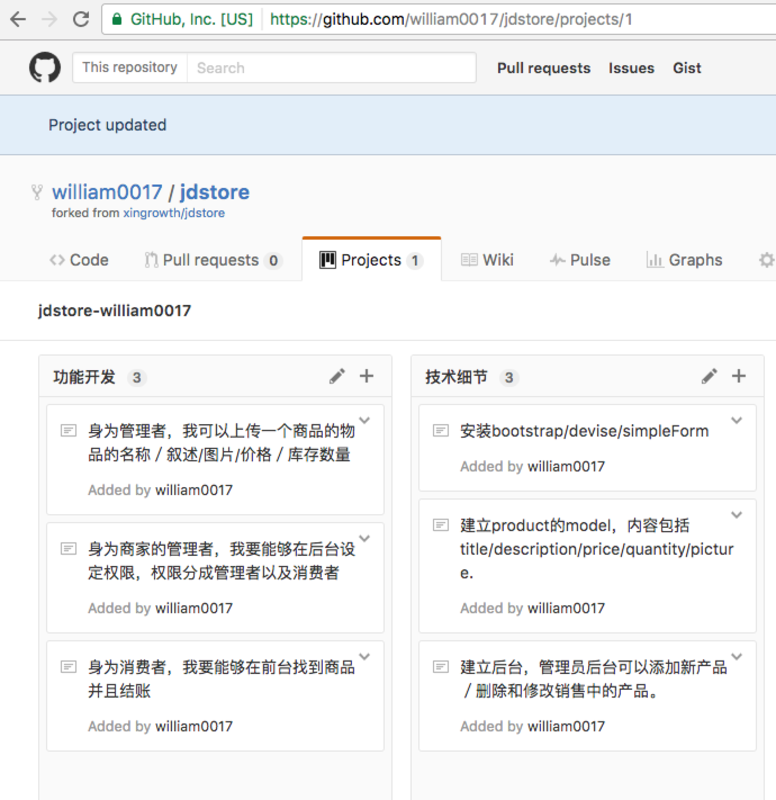 GitHub, Inc. [US]
https://github.com/william0017/jdstore/projects/1
This repository
Search
Pull requests
Issues
Gist
Project updated
william0017 / jdstore
forked from xingrowth/jdstore
Code
Pull requests 0
Projects 1
Wiki
Pulse
Graphs
jdstore-william0017
功能开发 3
身为管理者，我可以上传一个商品的物
品的名称 / 叙述/图片/价格 / 库存数量
Added by william0017
身为商家的管理者，我要能够在后台设
定权限，权限分成管理者以及消费者
Added by william0017
身为消费者，我要能够在前台找到商品
并且结账
Added by william0017
技术细节 3
安装bootstrap/devise/simpleForm
Added by william0017
建立product的model，内容包括
title/description/price/quantity/pictur
e.
Added by william0017
建立后台，管理员后台可以添加新产品
/ 删除和修改销售中的产品。
Added by william0017